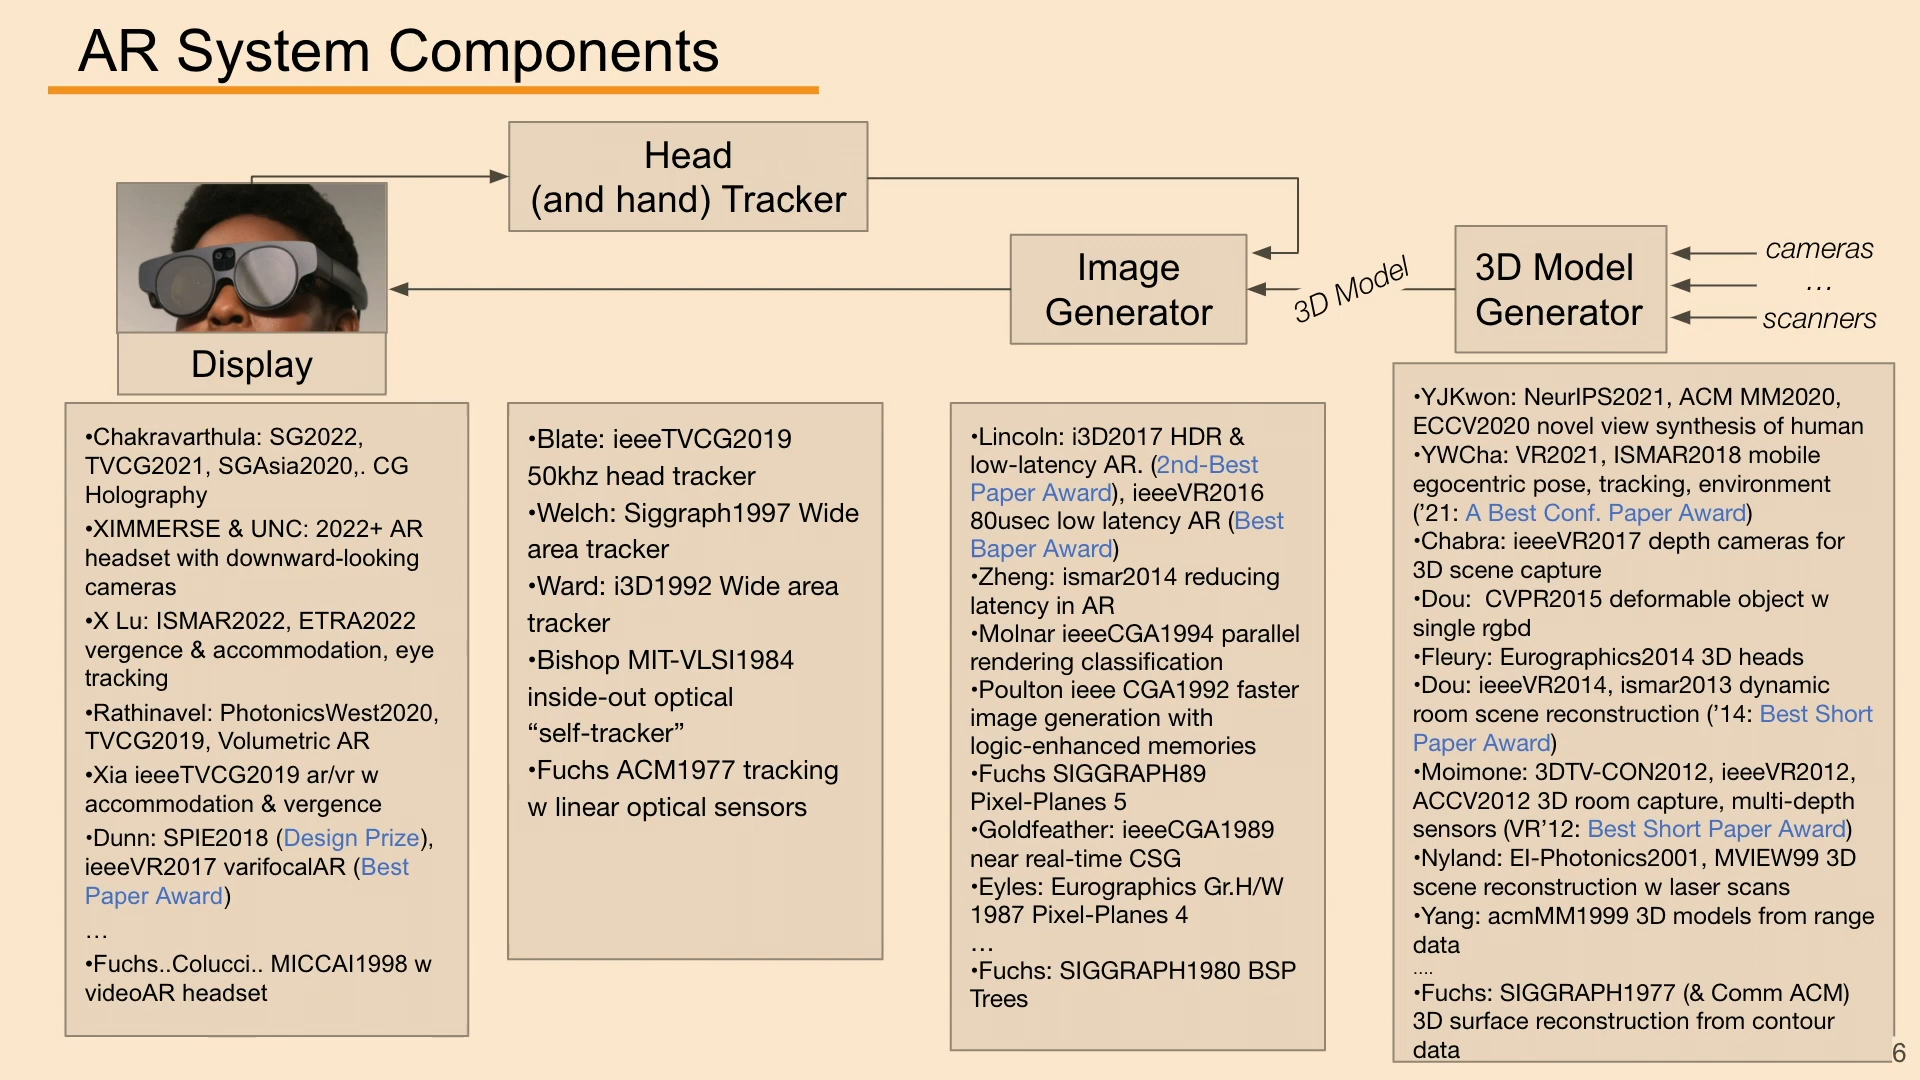 AR System Components
Head
(and hand) Tracker
Image
Generator
3D Model
3D Model
Generator
cameras
…
scanners
Display
•Chakravarthula: SG2022,
TVCG2021, SGAsia2020,. CG
Holography
•XIMMERSE & UNC: 2022+ AR
headset with downward-looking
cameras
•X Lu: ISMAR2022, ETRA2022
vergence & accommodation, eye
tracking
•Rathinavel: PhotonicsWest2020,
TVCG2019, Volumetric AR
•Xia ieeeTVCG2019 ar/vr w
accommodation & vergence
•Dunn: SPIE2018 (Design Prize),
ieeeVR2017 varifocalAR (Best
Paper Award)
…
•Fuchs..Colucci.. MICCAI1998 w
videoAR headset
•Blate: ieeeTVCG2019
50khz head tracker
•Welch: Siggraph1997 Wide
area tracker
•Ward: i3D1992 Wide area
tracker
•Bishop MIT-VLSI1984
inside-out optical
“self-tracker”
•Fuchs ACM1977 tracking
w linear optical sensors
•Lincoln: i3D2017 HDR &
low-latency AR. (2nd-Best
Paper Award), ieeeVR2016
80usec low latency AR (Best
Baper Award)
•Zheng: ismar2014 reducing
latency in AR
•Molnar ieeeCGA1994 parallel
rendering classification
•Poulton ieee CGA1992 faster
image generation with
logic-enhanced memories
•Fuchs SIGGRAPH89
Pixel-Planes 5
•Goldfeather: ieeeCGA1989
near real-time CSG
•Eyles: Eurographics Gr.H/W
1987 Pixel-Planes 4
…
•Fuchs: SIGGRAPH1980 BSP
Trees
•YJKwon: NeurIPS2021, ACM MM2020,
ECCV2020 novel view synthesis of human
•YWCha: VR2021, ISMAR2018 mobile
egocentric pose, tracking, environment
(’21: A Best Conf. Paper Award)
•Chabra: ieeeVR2017 depth cameras for
3D scene capture
•Dou:  CVPR2015 deformable object w
single rgbd
•Fleury: Eurographics2014 3D heads
•Dou: ieeeVR2014, ismar2013 dynamic
room scene reconstruction (’14: Best Short
Paper Award)
•Moimone: 3DTV-CON2012, ieeeVR2012,
ACCV2012 3D room capture, multi-depth
sensors (VR’12: Best Short Paper Award)
•Nyland: EI-Photonics2001, MVIEW99 3D
scene reconstruction w laser scans
•Yang: acmMM1999 3D models from range
data
....
•Fuchs: SIGGRAPH1977 (& Comm ACM)
3D surface reconstruction from contour
data
6